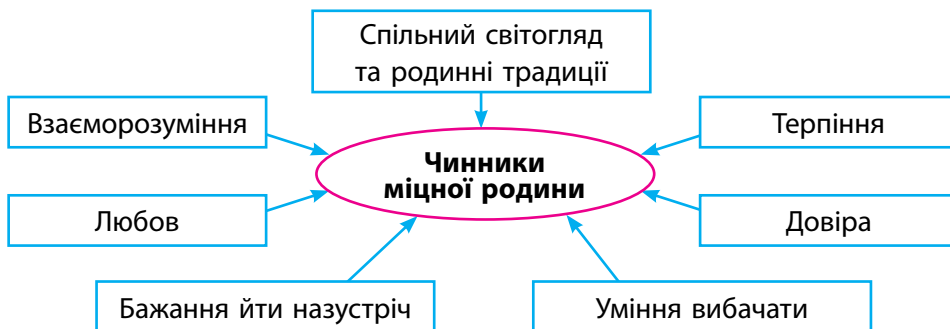 Спільний світогляд
та родинні традиції
Взаєморозуміння
Терпіння
Чинники
міцної родини
Любов
Довіра
Бажання йти назустріч
Уміння вибачати